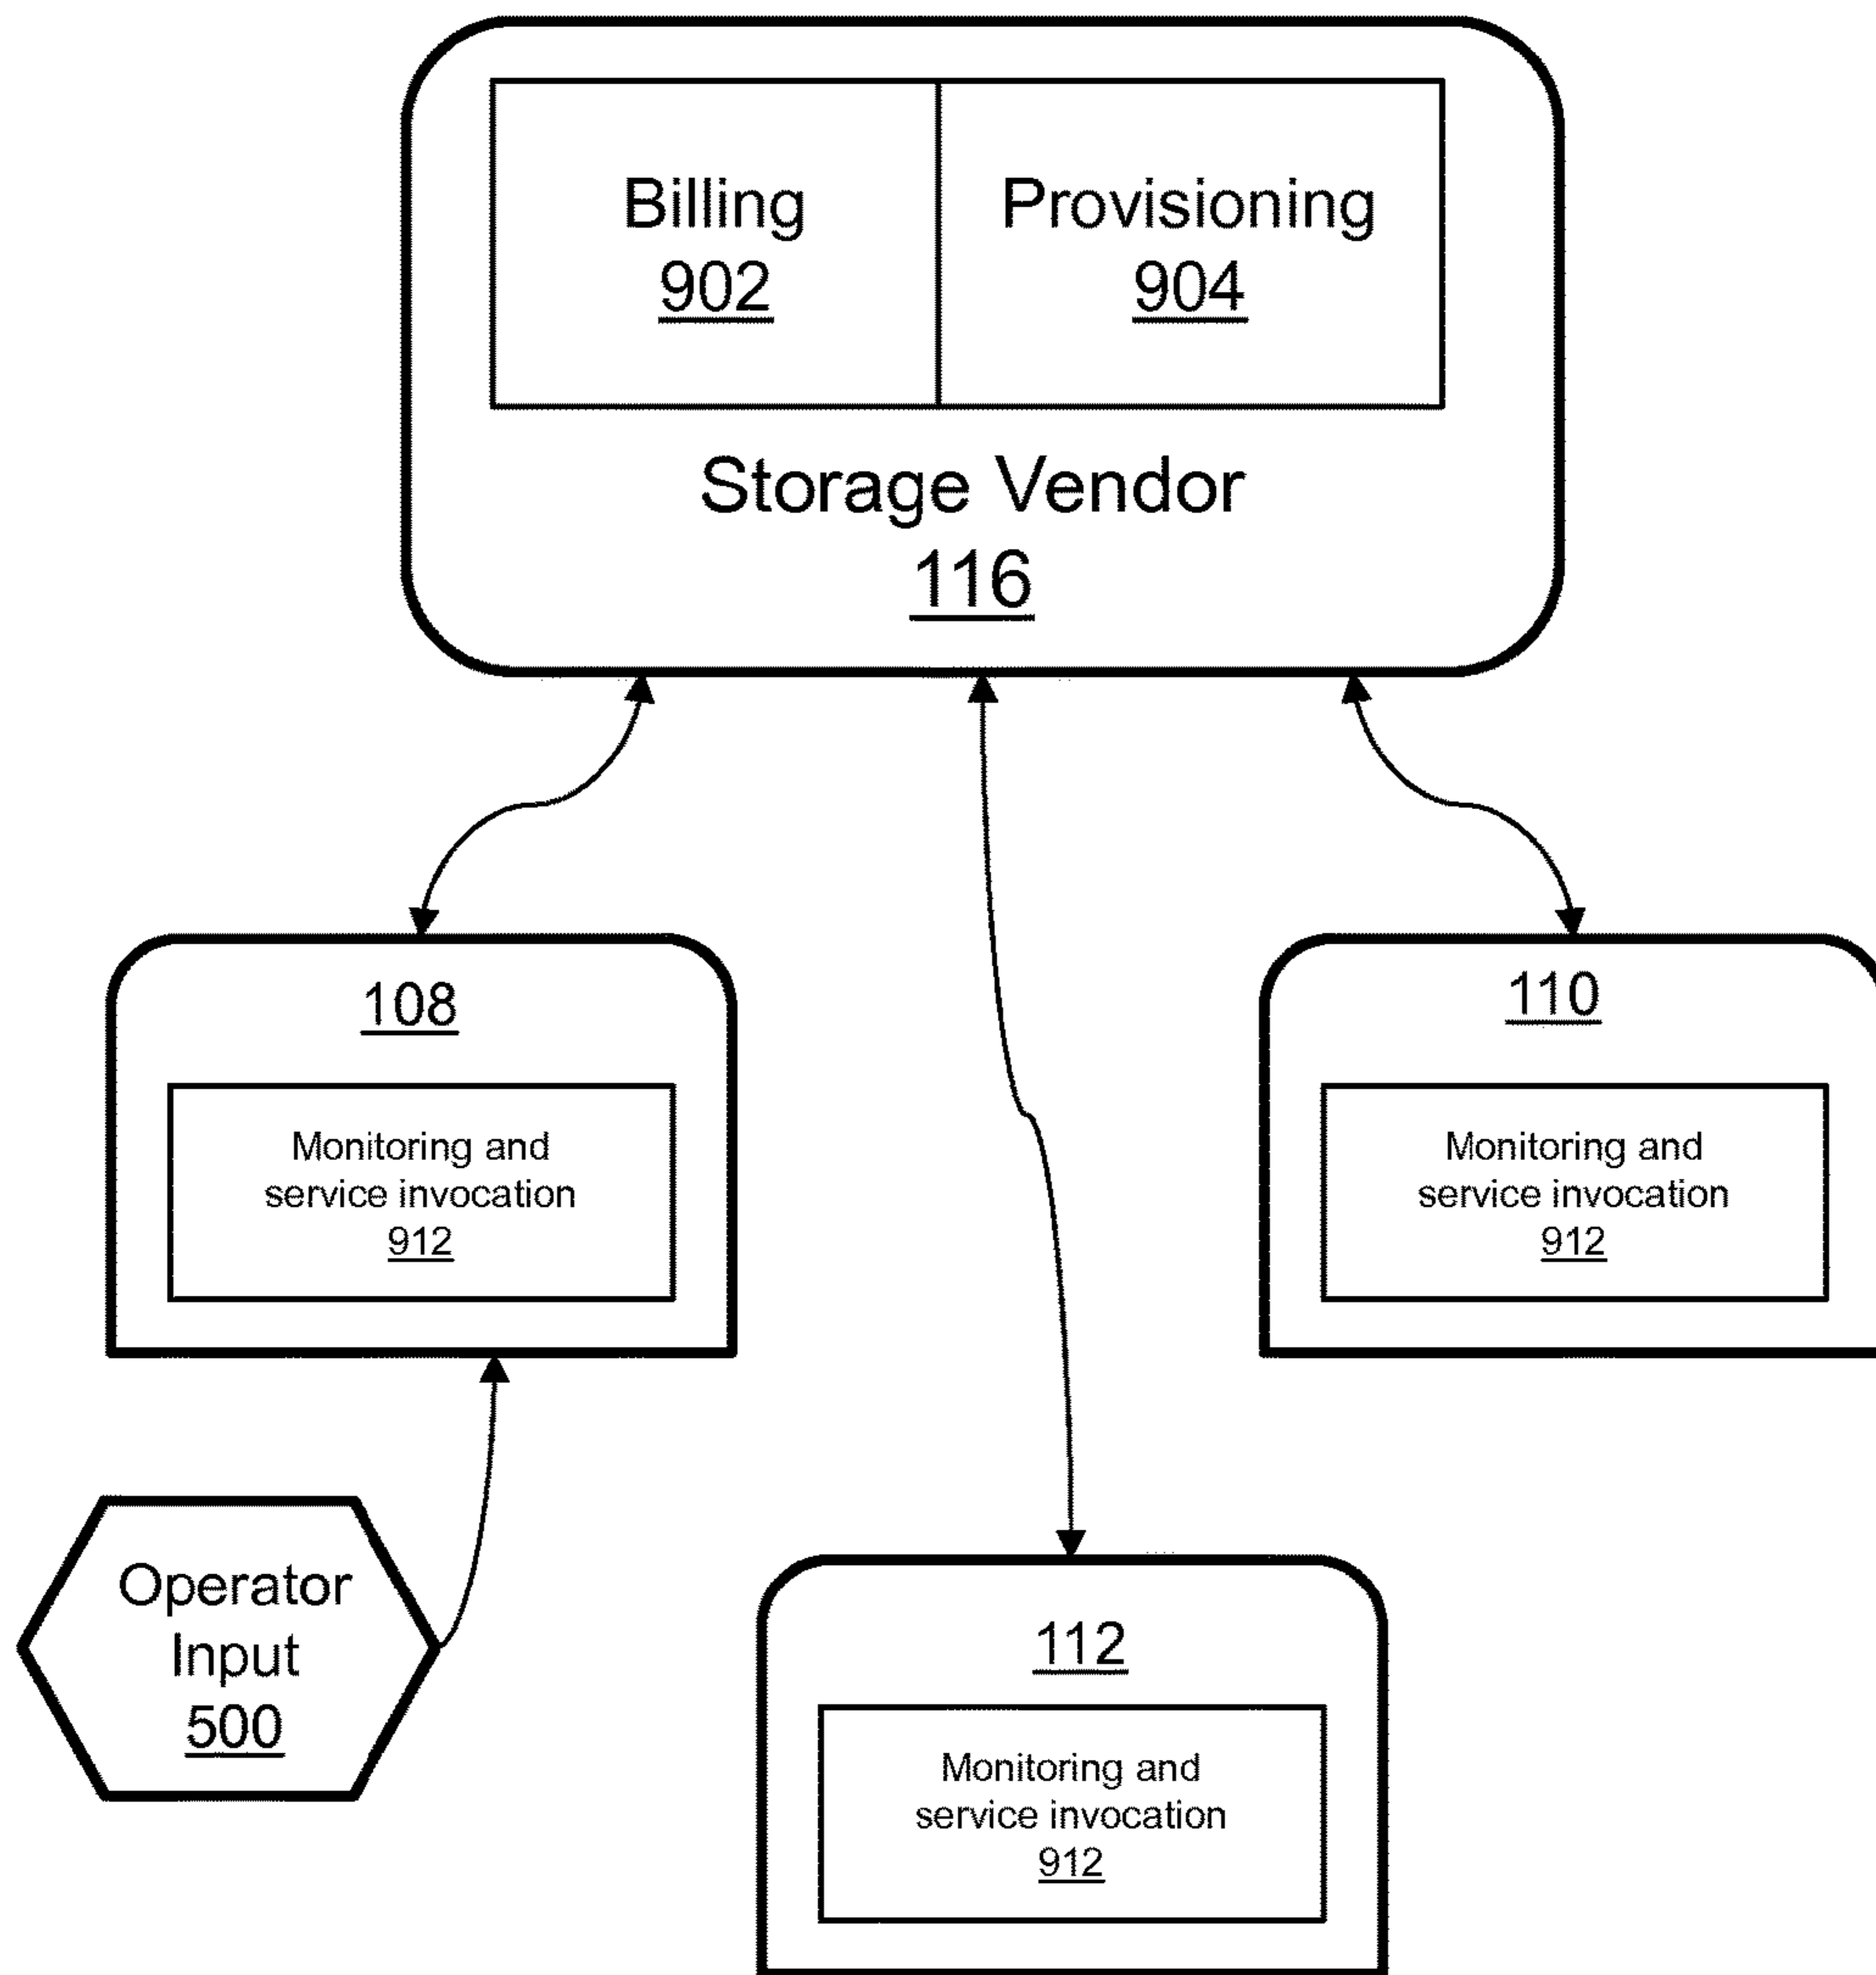 Billing
902
Provisioning
904
Storage Vendor
116
108
Monitoring and
service invocation
912
110
Monitoring and
service invocation
912
Operator
Input
500
112
Monitoring and
service invocation
912